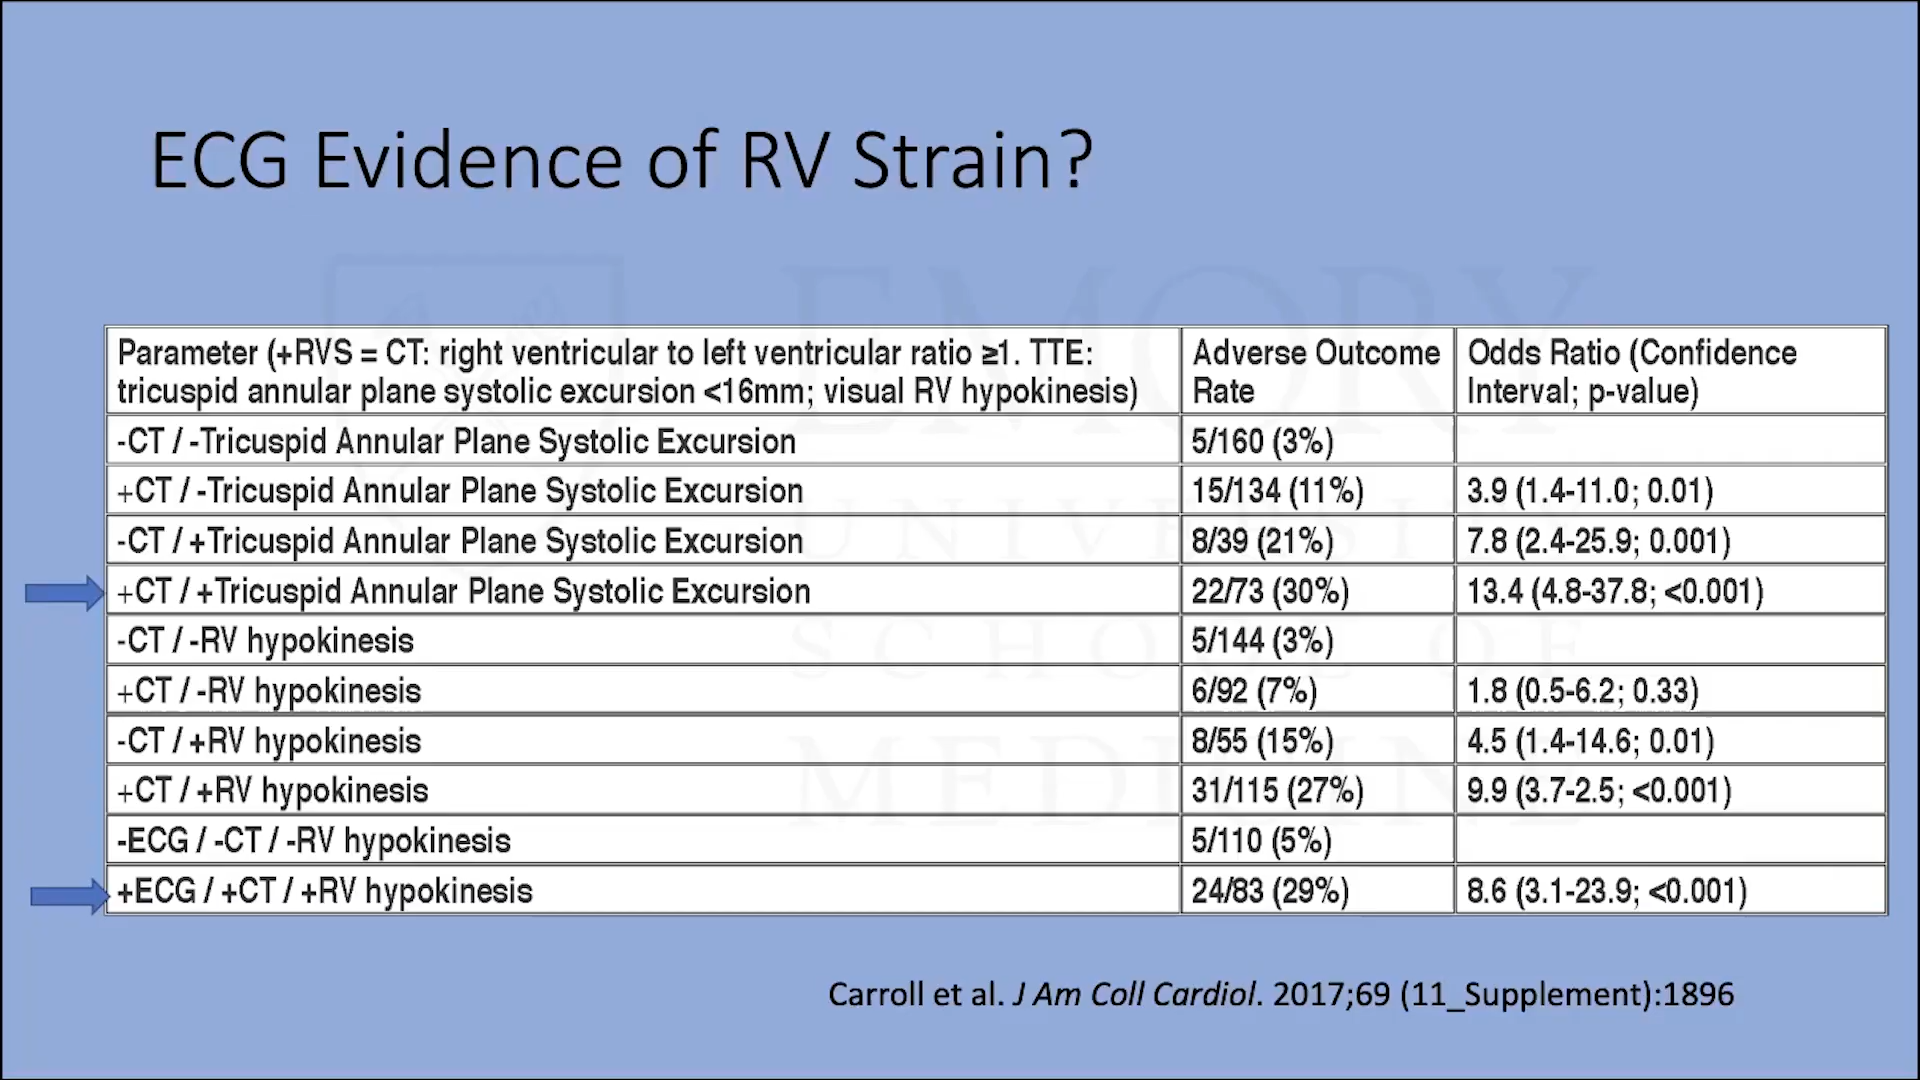 ECG Evidence of RV Strain?
Parameter (+RVS = CT: right ventricular to left ventricular ratio ≥1. TTE: tricuspid annular plane systolic excursion <16mm; visual RV hypokinesis) Adverse Outcome Rate Odds Ratio (Confidence Interval; p-value)
-CT / -Tricuspid Annular Plane Systolic Excursion 5/160 (3%)
+CT / -Tricuspid Annular Plane Systolic Excursion 15/134 (11%) 3.9 (1.4-11.0; 0.01)
-CT / +Tricuspid Annular Plane Systolic Excursion 8/39 (21%) 7.8 (2.4-25.9; 0.001)
+CT / +Tricuspid Annular Plane Systolic Excursion 22/73 (30%) 13.4 (4.8-37.8; <0.001)
-CT / -RV hypokinesis 5/144 (3%)
+CT / -RV hypokinesis 6/92 (7%) 1.8 (0.5-6.2; 0.33)
-CT / +RV hypokinesis 8/55 (15%) 4.5 (1.4-14.6; 0.01)
+CT / +RV hypokinesis 31/115 (27%) 9.9 (3.7-2.5; <0.001)
-ECG / -CT / -RV hypokinesis 5/110 (5%)
+ECG / +CT / +RV hypokinesis 24/83 (29%) 8.6 (3.1-23.9; <0.001)
Carroll et al. J Am Coll Cardiol. 2017;69 (11_Supplement):1896
EMORY
UNIVERSITY
SCHOOL OF
MEDICINE